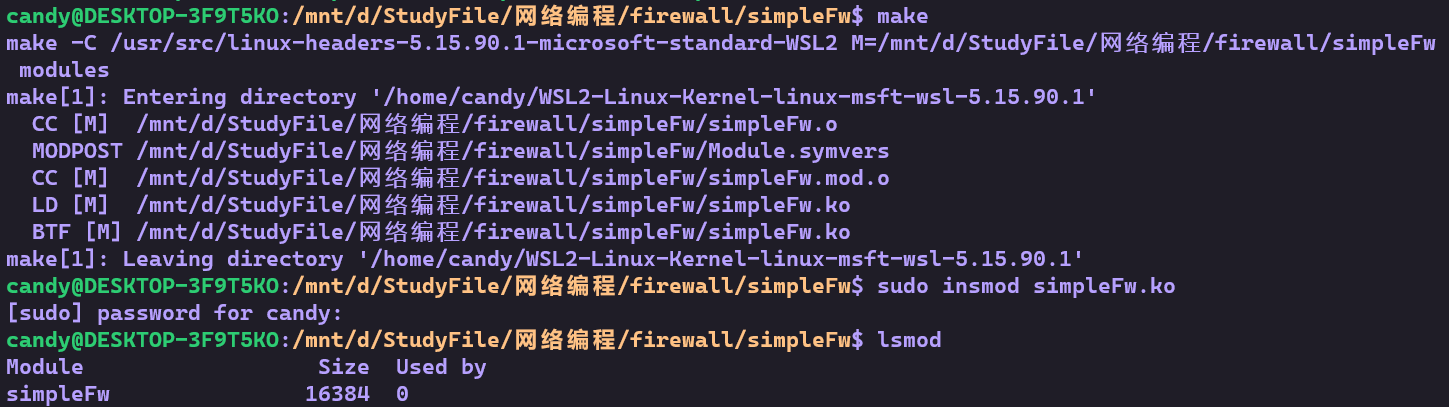 candy@DESKTOP-3F9T5KO:/mnt/d/StudyFile/网络编程/firewall/simpleFw$ make
make -C /usr/src/linux-headers-5.15.90.1-microsoft-standard-WSL2 M=/mnt/d/StudyFile/网络编程/firewall/simpleFw
 modules
make[1]: Entering directory '/home/candy/WSL2-Linux-Kernel-linux-msft-wsl-5.15.90.1'
  CC [M]  /mnt/d/StudyFile/网络编程/firewall/simpleFw/simpleFw.o
  MODPOST /mnt/d/StudyFile/网络编程/firewall/simpleFw/Module.symvers
  CC [M]  /mnt/d/StudyFile/网络编程/firewall/simpleFw/simpleFw.mod.o
  LD [M]  /mnt/d/StudyFile/网络编程/firewall/simpleFw/simpleFw.ko
  BTF [M] /mnt/d/StudyFile/网络编程/firewall/simpleFw/simpleFw.ko
make[1]: Leaving directory '/home/candy/WSL2-Linux-Kernel-linux-msft-wsl-5.15.90.1'
candy@DESKTOP-3F9T5KO:/mnt/d/StudyFile/网络编程/firewall/simpleFw$ sudo insmod simpleFw.ko
[sudo] password for candy:
candy@DESKTOP-3F9T5KO:/mnt/d/StudyFile/网络编程/firewall/simpleFw$ lsmod
Module                  Size  Used by
simpleFw               16384  0